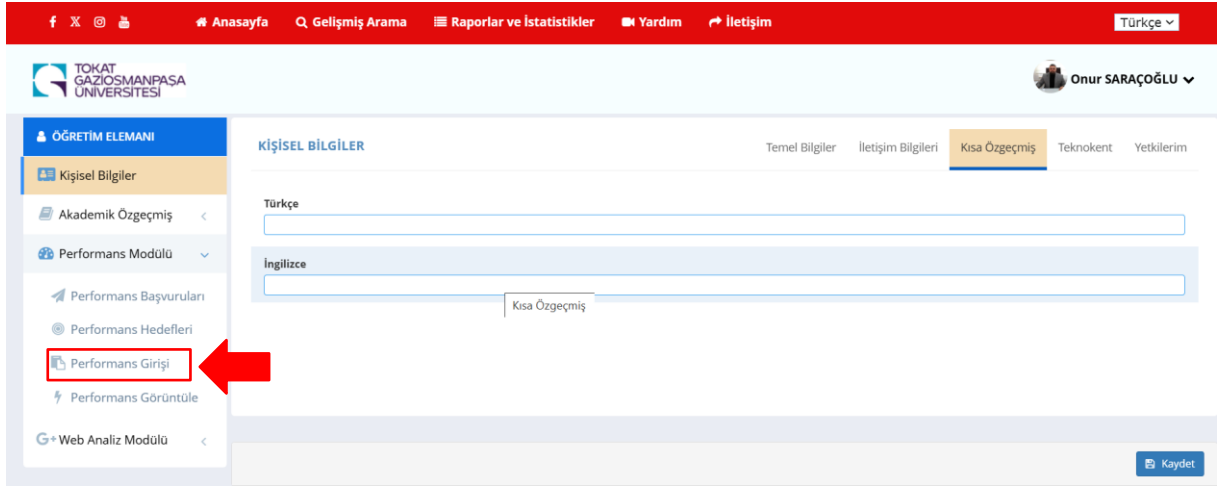 Anasayfa Gelişmiş Arama Raporlar ve İstatistikler Yardım İletişim Türkçe
TOKAT
GAZİOSMANPAŞA
ÜNİVERSİTESİ
Onur SARAÇOĞLU
ÖĞRETİM ELEMANI
Kişisel Bilgiler
Akademik Özgeçmiş
Performans Modülü
Performans Başvuruları
Performans Hedefleri
Performans Girişi
Performans Görüntüle
Web Analiz Modülü
KİŞİSEL BİLGİLER
Temel Bilgiler İletişim Bilgileri Kısa Özgeçmiş Teknokent Yetkilerim
Türkçe
İngilizce
Kısa Özgeçmiş
Kaydet